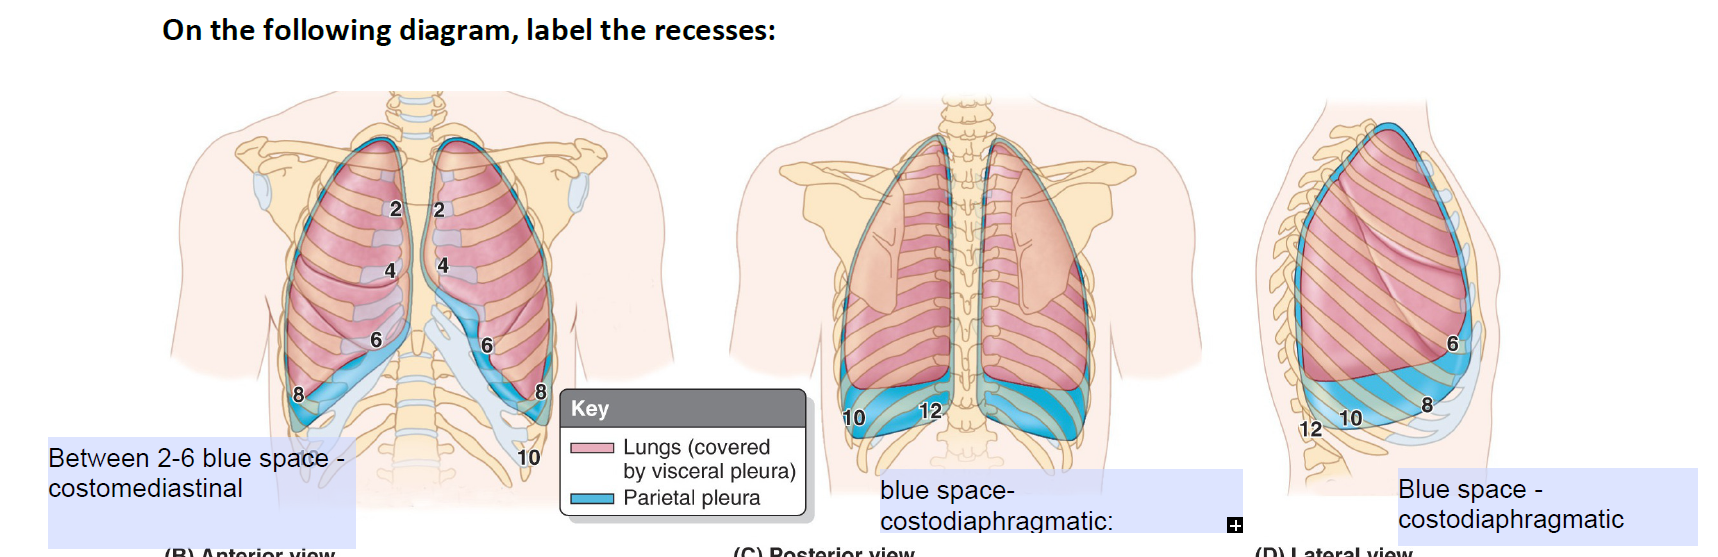 On the following diagram, label the recesses:
2
2
4
4
6
6
8
8
10
Between 2-6 blue space -
costomediastinal
(B) Anterior view
Key
Lungs (covered
by visceral pleura)
Parietal pleura
10
12
blue space-
costodiaphragmatic:
(C) Posterior view
6
8
10
12
Blue space -
costodiaphragmatic
(D) Lateral view